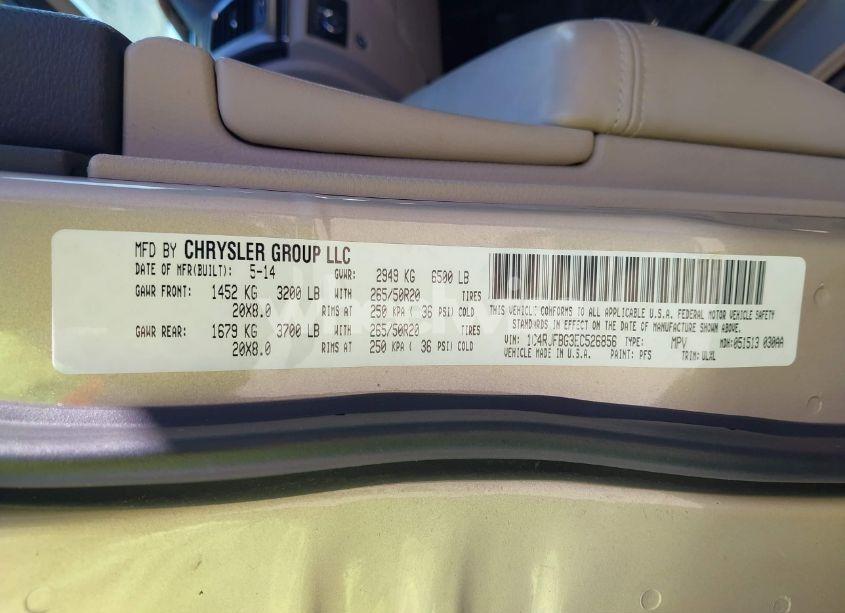 MFD BY CHRYSLER GROUP LLC
DATE OF MFR(BUILT): 5-14 GVWR: 2949 KG 6500 LB
GAWR FRONT: 1452 KG 3200 LB WITH 265/50R20 TIRES
20X8.0 RIMS AT 250 KPA ( 36 PSI) COLD
GAWR REAR: 1679 KG 3700 LB WITH 265/50R20 TIRES
20X8.0 RIMS AT 250 KPA ( 36 PSI) COLD
THIS VEHICLE CONFORMS TO ALL APPLICABLE U.S.A. FEDERAL MOTOR VEHICLE SAFETY
STANDARDS IN EFFECT ON THE DATE OF MANUFACTURE SHOWN ABOVE.
VIN: 1C4RJFBG3EC526856 TYPE: MPV MDH:051513 030AA
VEHICLE MADE IN U.S.A. PAINT: PFS TRIM: ULXL